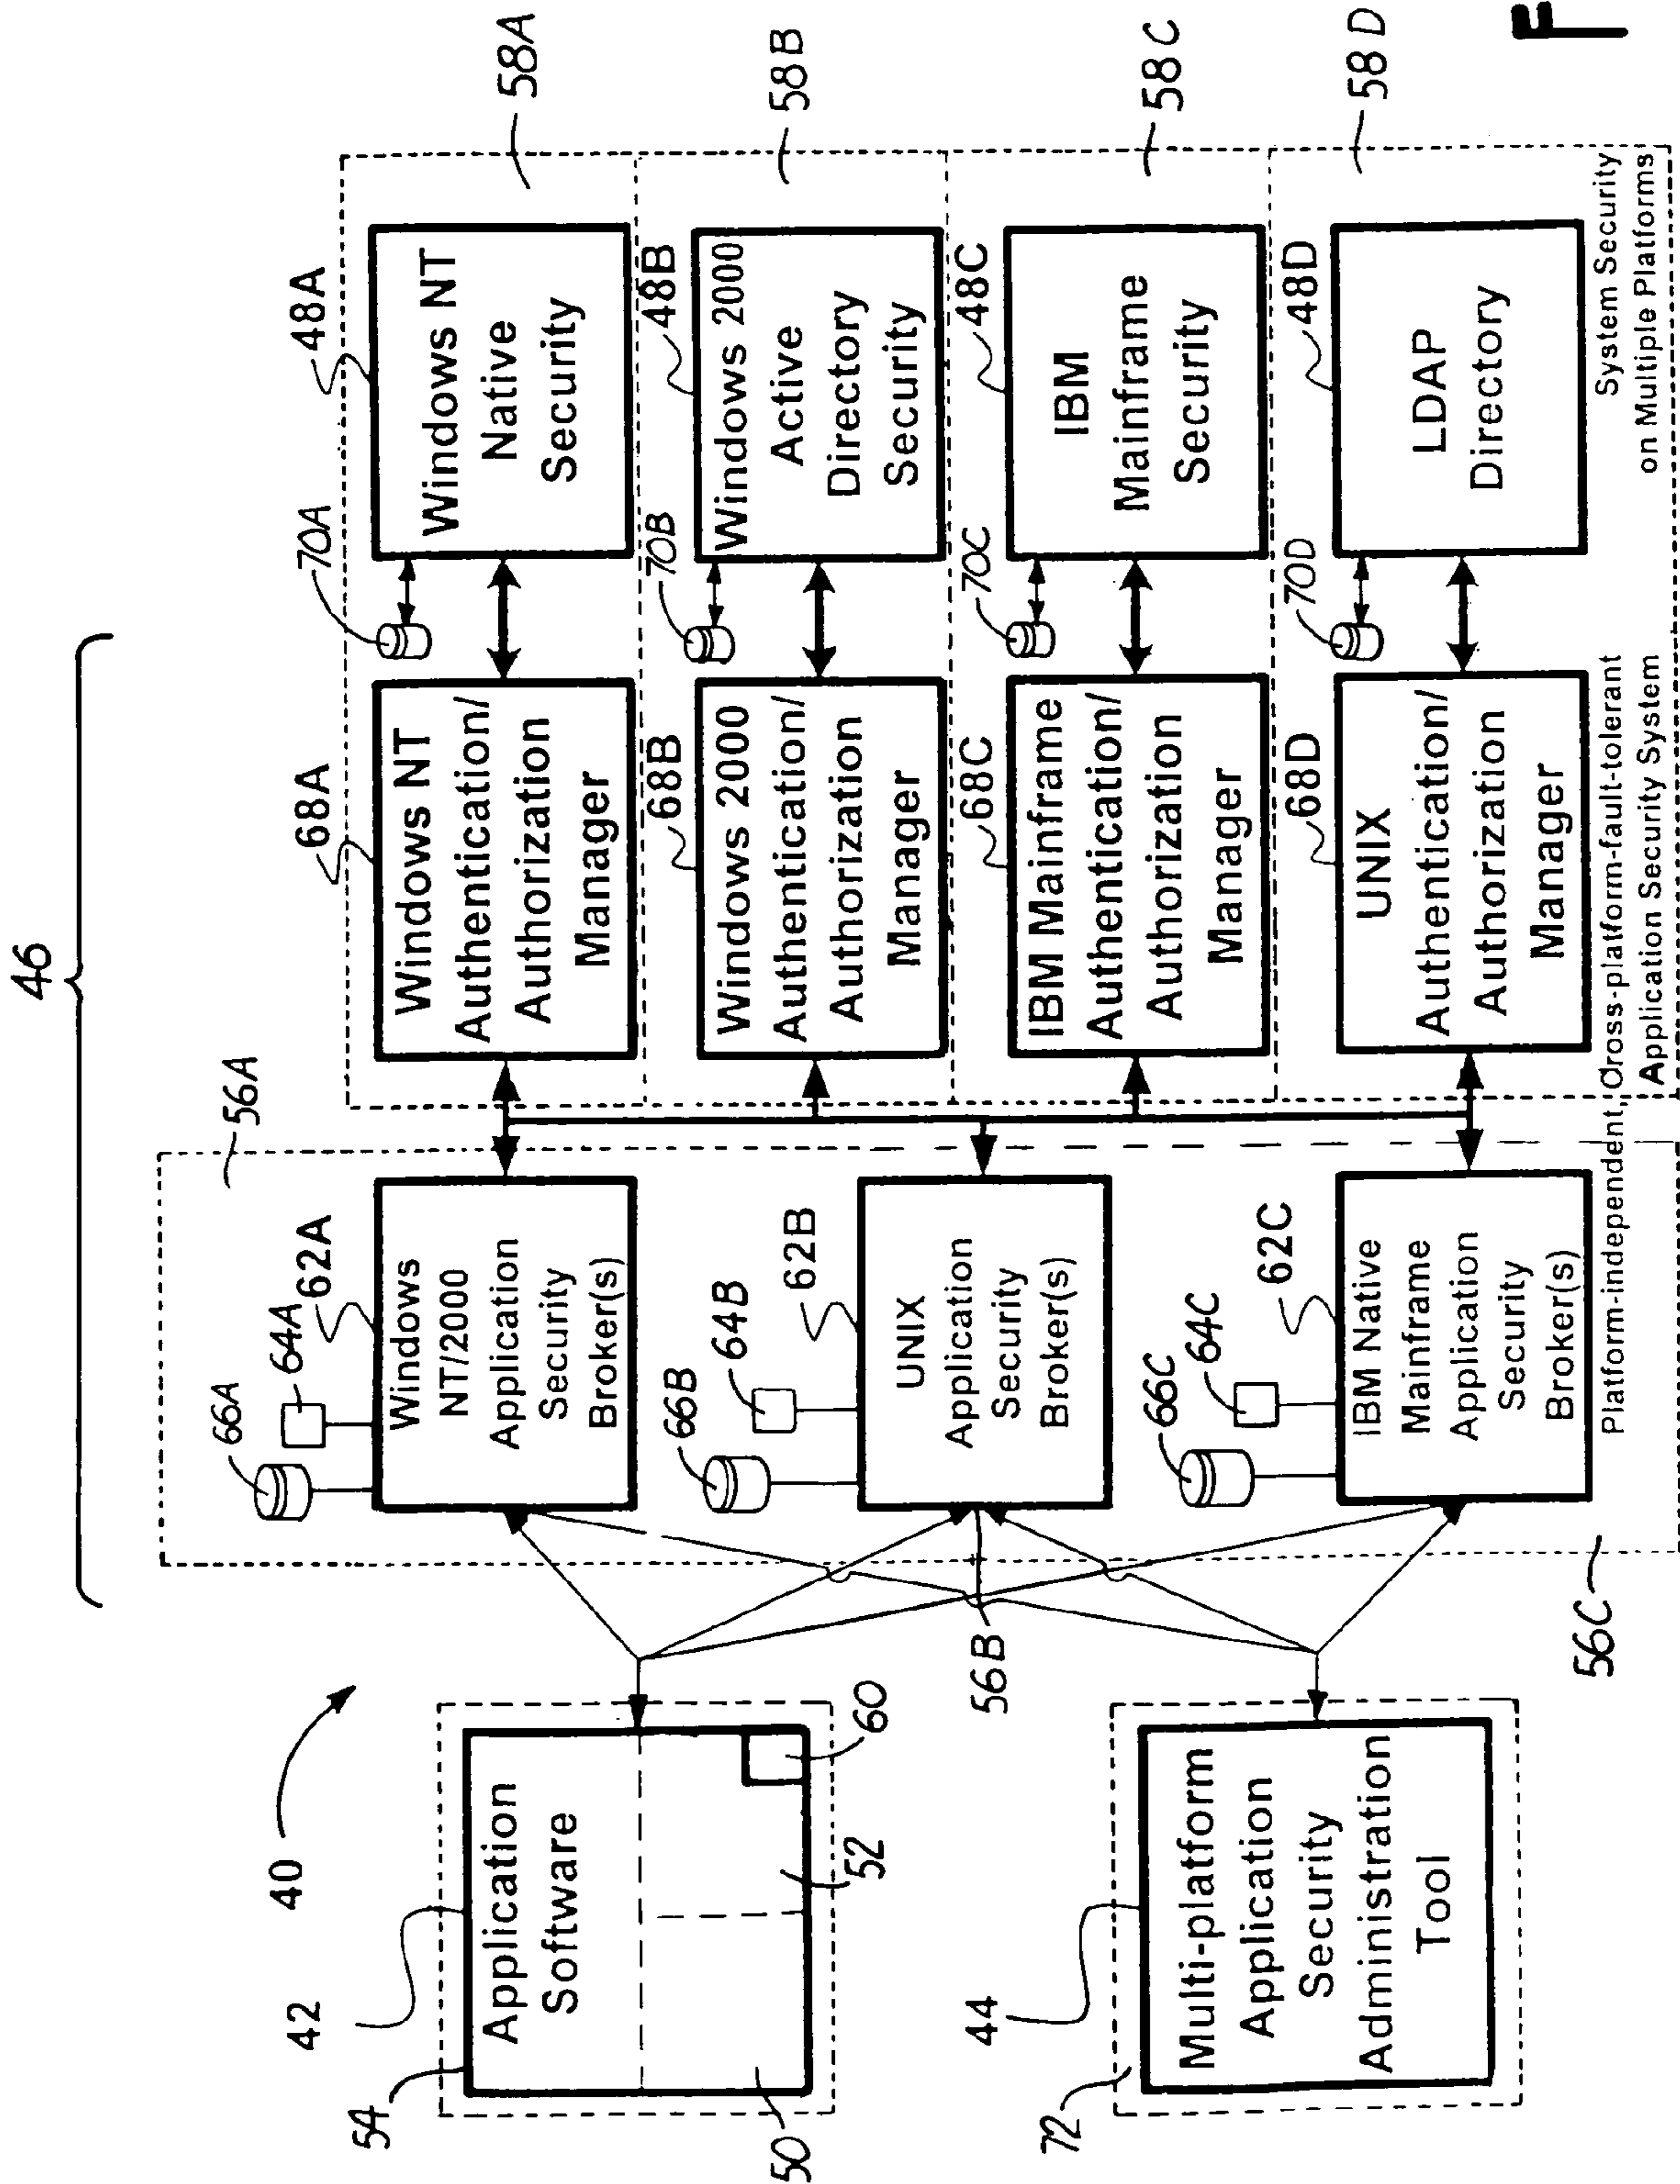 46
40
42
54
Application
Software
50
52
60
44
72
Multi-platform
Application
Security
Administration
Tool
56A
66A
64A
62A
Windows
NT/2000
Application
Security
Broker(s)
66B
64B
62B
UNIX
Application
Security
Broker(s)
56B
66C
64C
62C
IBM Native
Mainframe
Application
Security
Broker(s)
56C
68A
Windows NT
Authentication/
Authorization
Manager
70A
48A
Windows NT
Native
Security
58A
68B
Windows 2000
Authentication/
Authorization
Manager
70B
48B
Windows 2000
Active
Directory
Security
58B
68C
IBM Mainframe
Authentication/
Authorization
Manager
70C
48C
IBM
Mainframe
Security
58C
68D
UNIX
Authentication/
Authorization
Manager
70D
48D
LDAP
Directory
58D
Platform-independent, Cross-platform-fault-tolerant
Application Security System
System Security
on Multiple Platforms